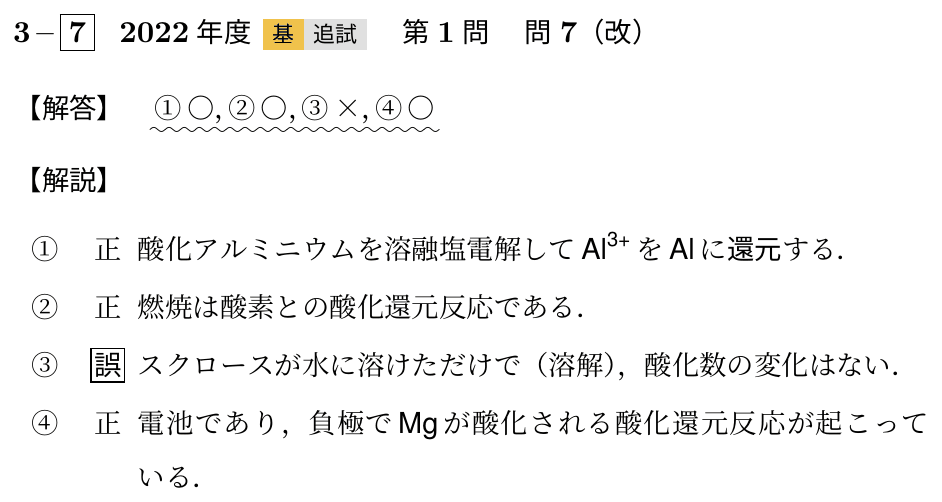 3－7 2022年度 基 追試 第1問 問7（改）
【解答】 ①○, ②○, ③×, ④○
【解説】
① 正 酸化アルミニウムを溶融塩電解して Al³⁺ を Al に還元する．
② 正 燃焼は酸素との酸化還元反応である．
③ 誤 スクロースが水に溶けただけで（溶解），酸化数の変化はない．
④ 正 電池であり，負極で Mg が酸化される酸化還元反応が起こって
いる．